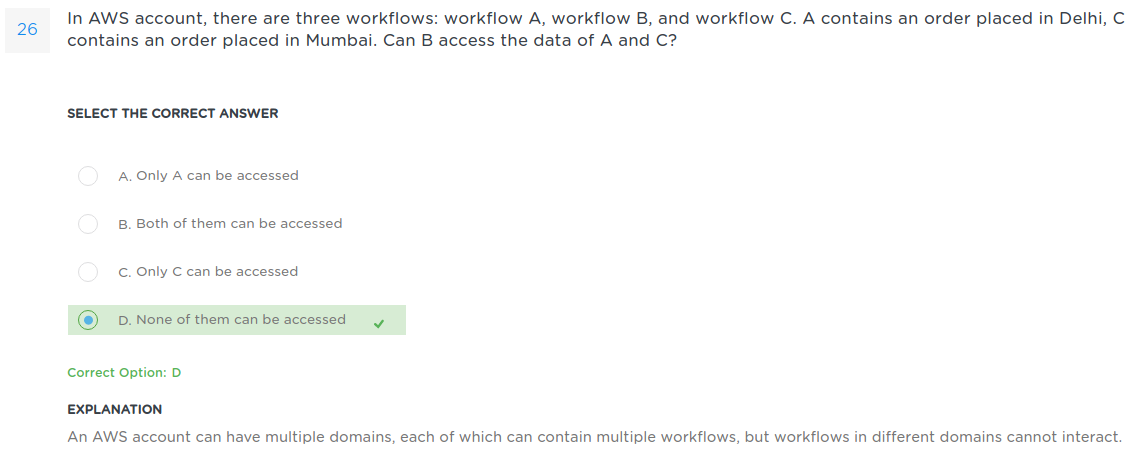 26
In AWS account, there are three workflows: workflow A, workflow B, and workflow C. A contains an order placed in Delhi, C
contains an order placed in Mumbai. Can B access the data of A and C?
SELECT THE CORRECT ANSWER
A. Only A can be accessed
B. Both of them can be accessed
C. Only C can be accessed
D. None of them can be accessed
Correct Option: D
EXPLANATION
An AWS account can have multiple domains, each of which can contain multiple workflows, but workflows in different domains cannot interact.